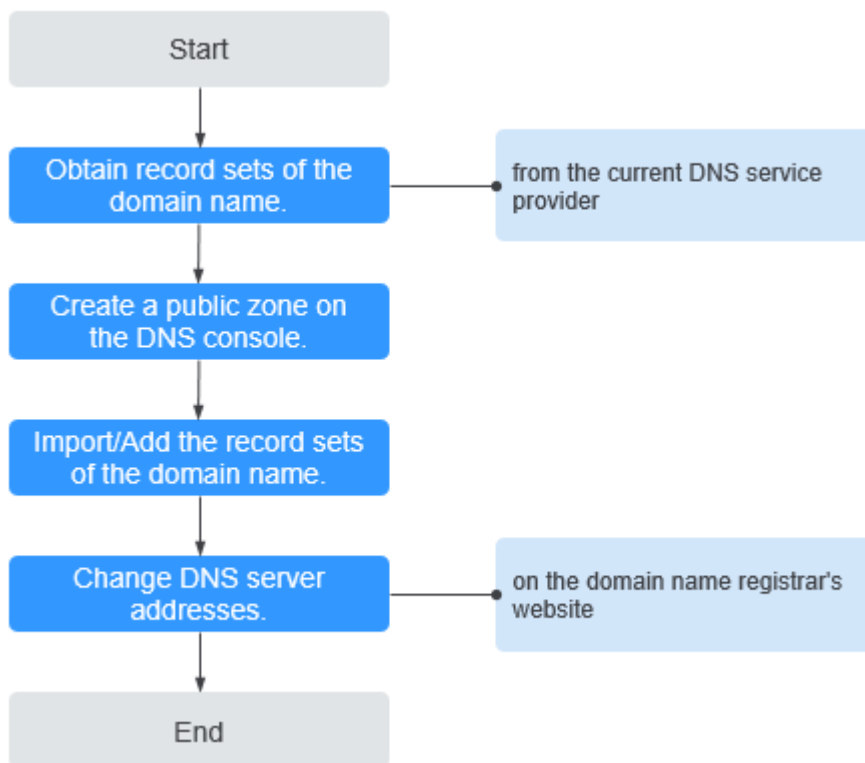 Start
Obtain record sets of the
domain name.
from the current DNS service
provider
Create a public zone on
the DNS console.
Import/Add the record sets
of the domain name.
Change DNS server
addresses.
on the domain name registrar's
website
End